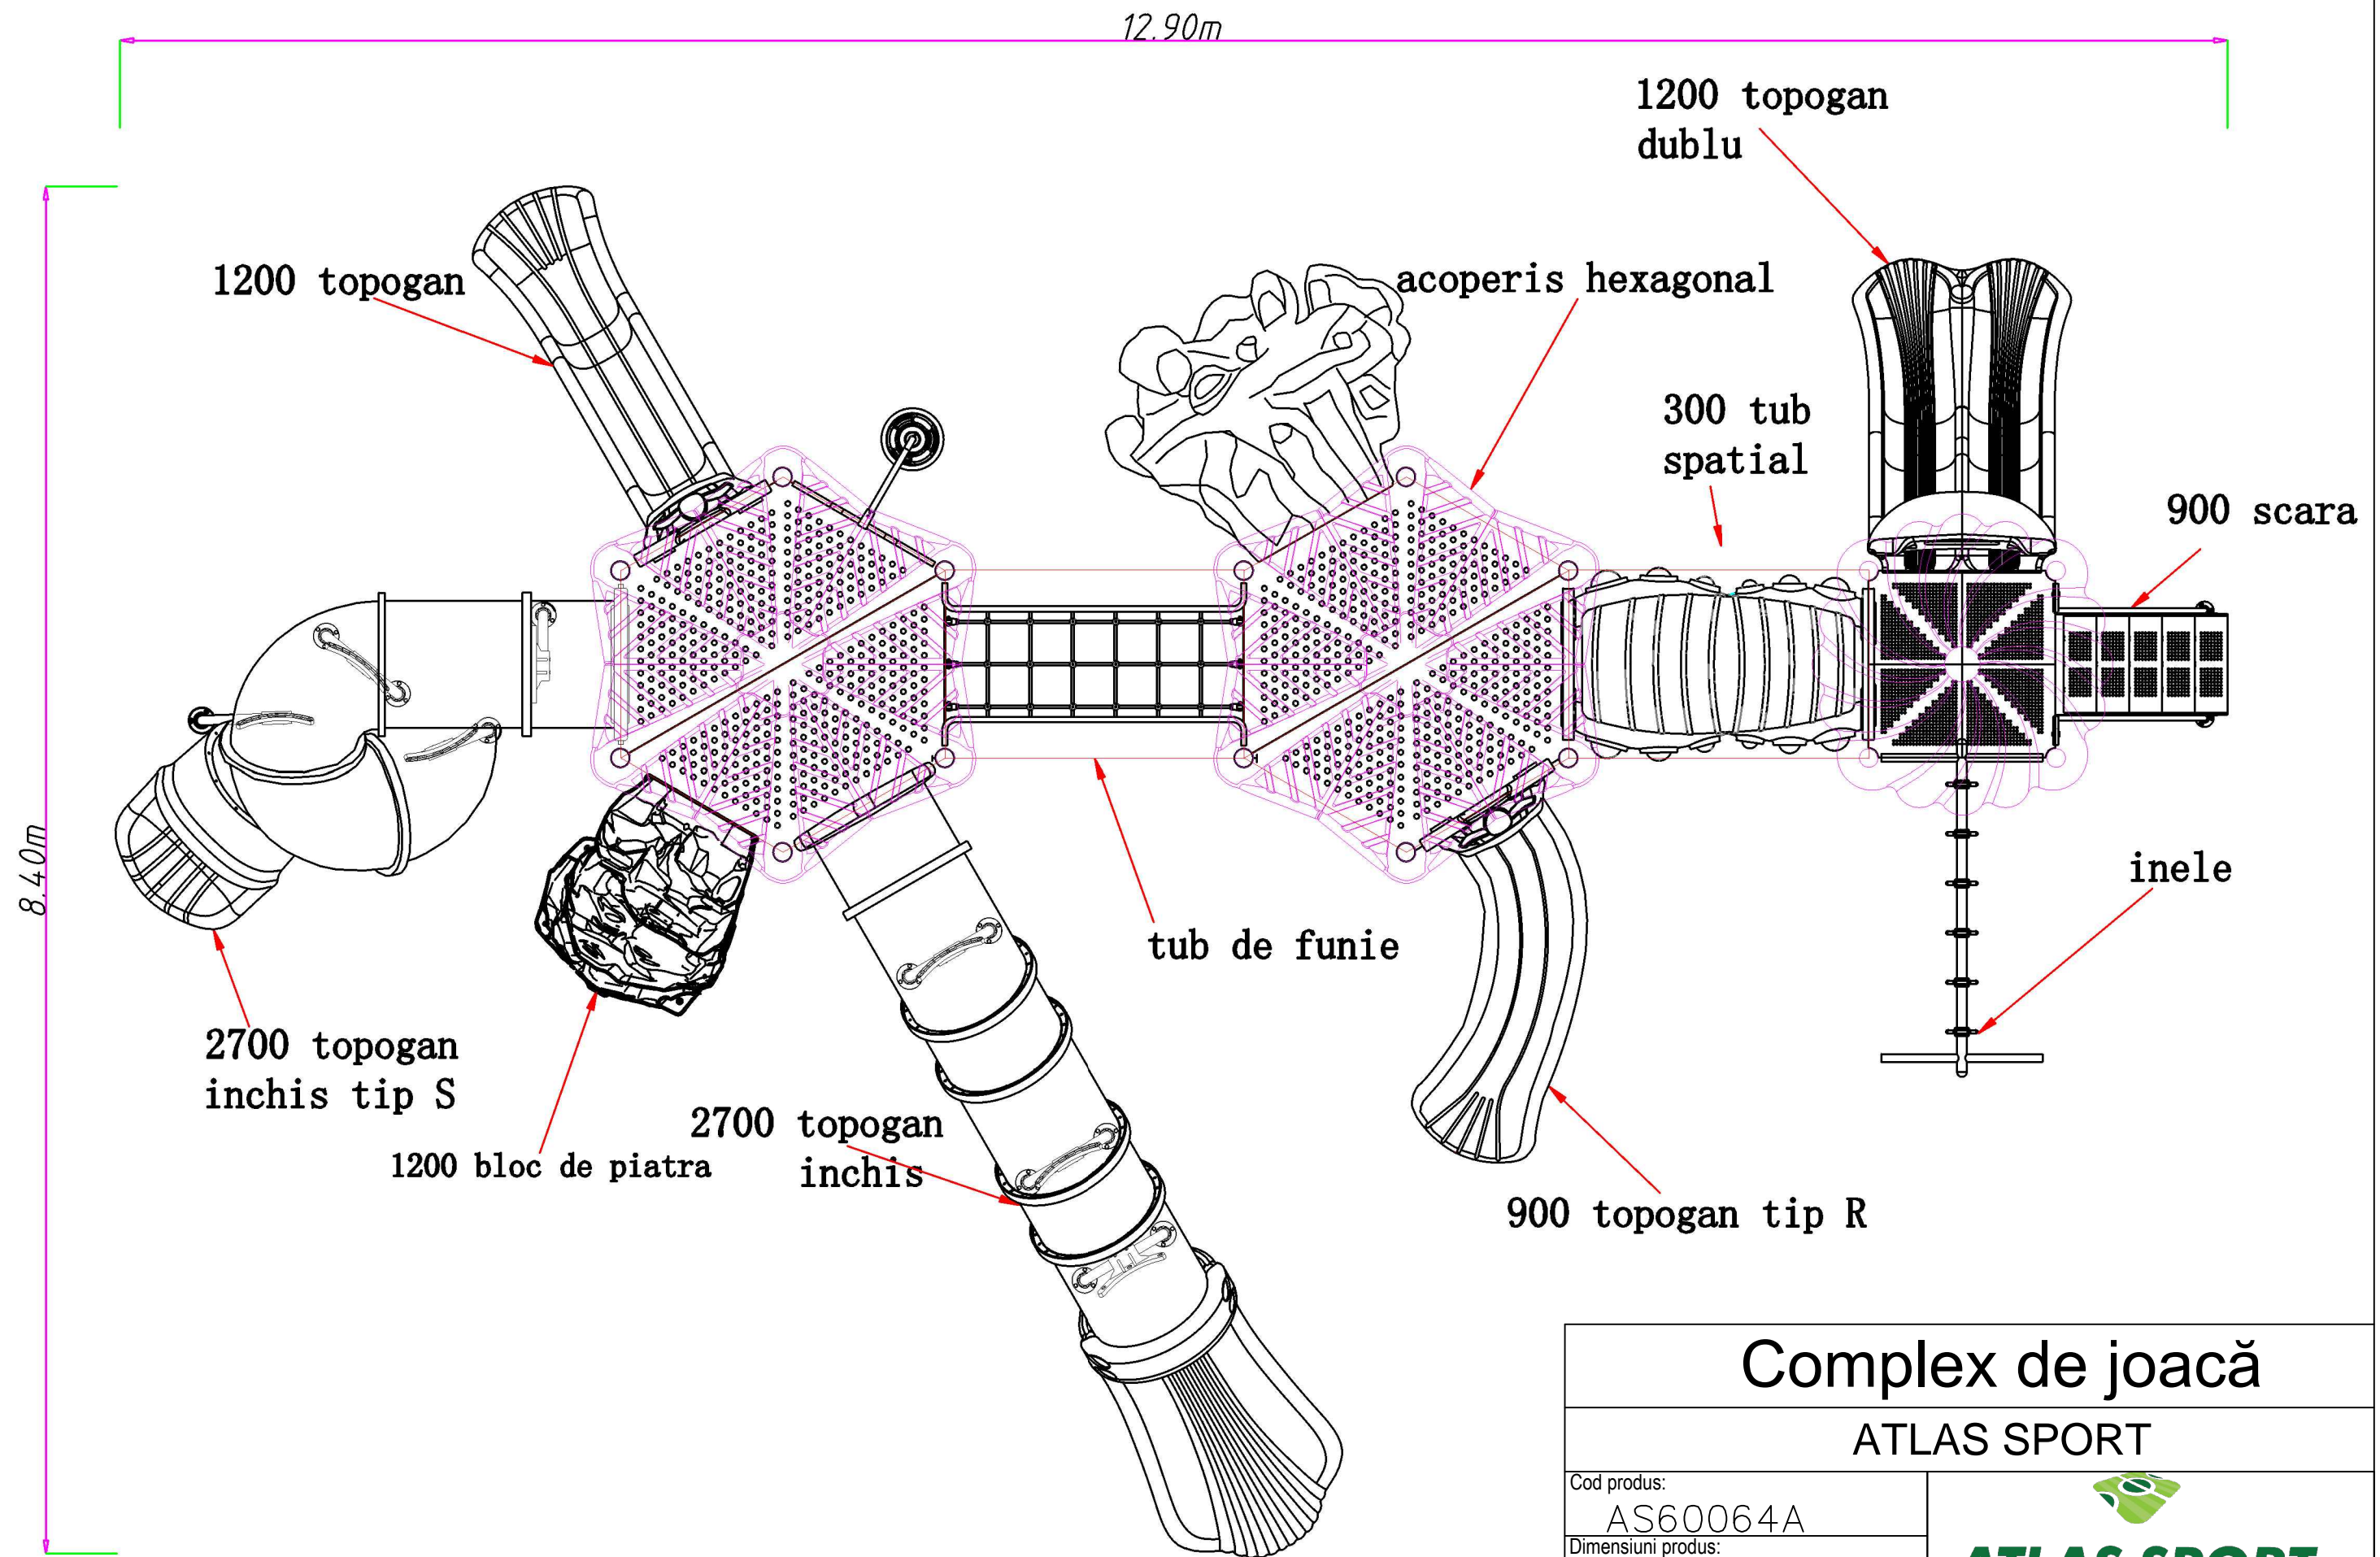 12.90m
1200 topogan
dublu
1200 topogan
acoperis hexagonal
300 tub
spatial
900 scara
8.40m
inele
tub de funie
2700 topogan
inchis tip S
2700 topogan
inchis
1200 bloc de piatra
900 topogan tip R
Complex de joacă
ATLAS SPORT
Cod produs:
AS60064A
Dimensiuni produs:
ATLAS SPORT